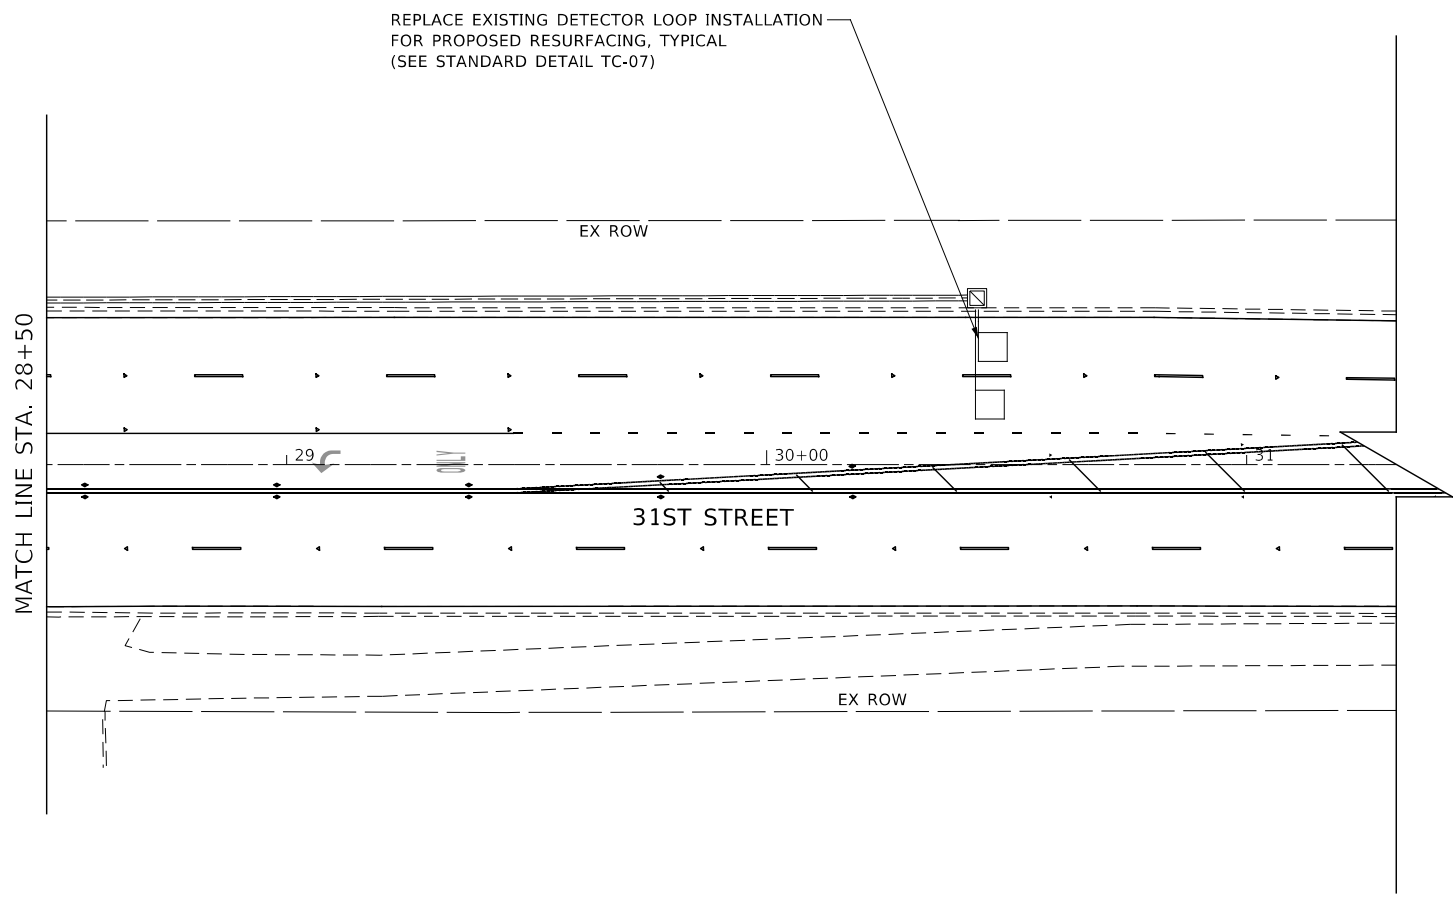 REPLACE EXISTING DETECTOR LOOP INSTALLATION
FOR PROPOSED RESURFACING, TYPICAL
(SEE STANDARD DETAIL TC-07)
EX ROW
MATCH LINE STA. 28+50
29
ONLY
30+00
31
31ST STREET
EX ROW